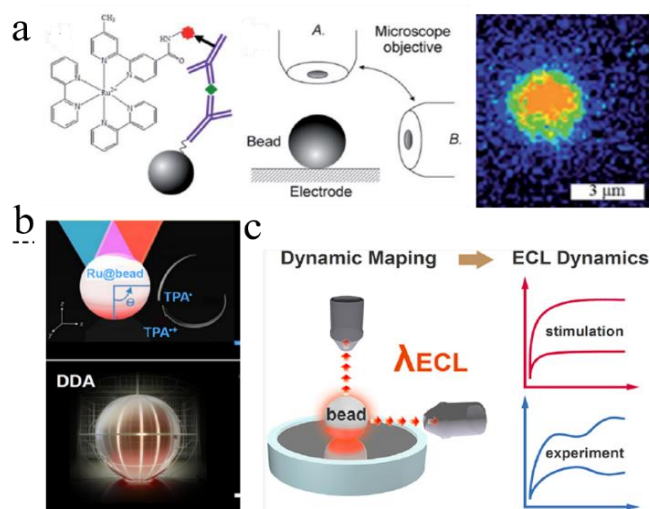 a
CH₃
HN
O
N
N
N
N
N
N
Ru²⁺
A.
Microscope
objective
Bead
B.
Electrode
3 μm
b
Ru@bead
θ
TPA•
TPA•+
z
x
y
DDA
c
Dynamic Maping
ECL Dynamics
λECL
bead
stimulation
experiment